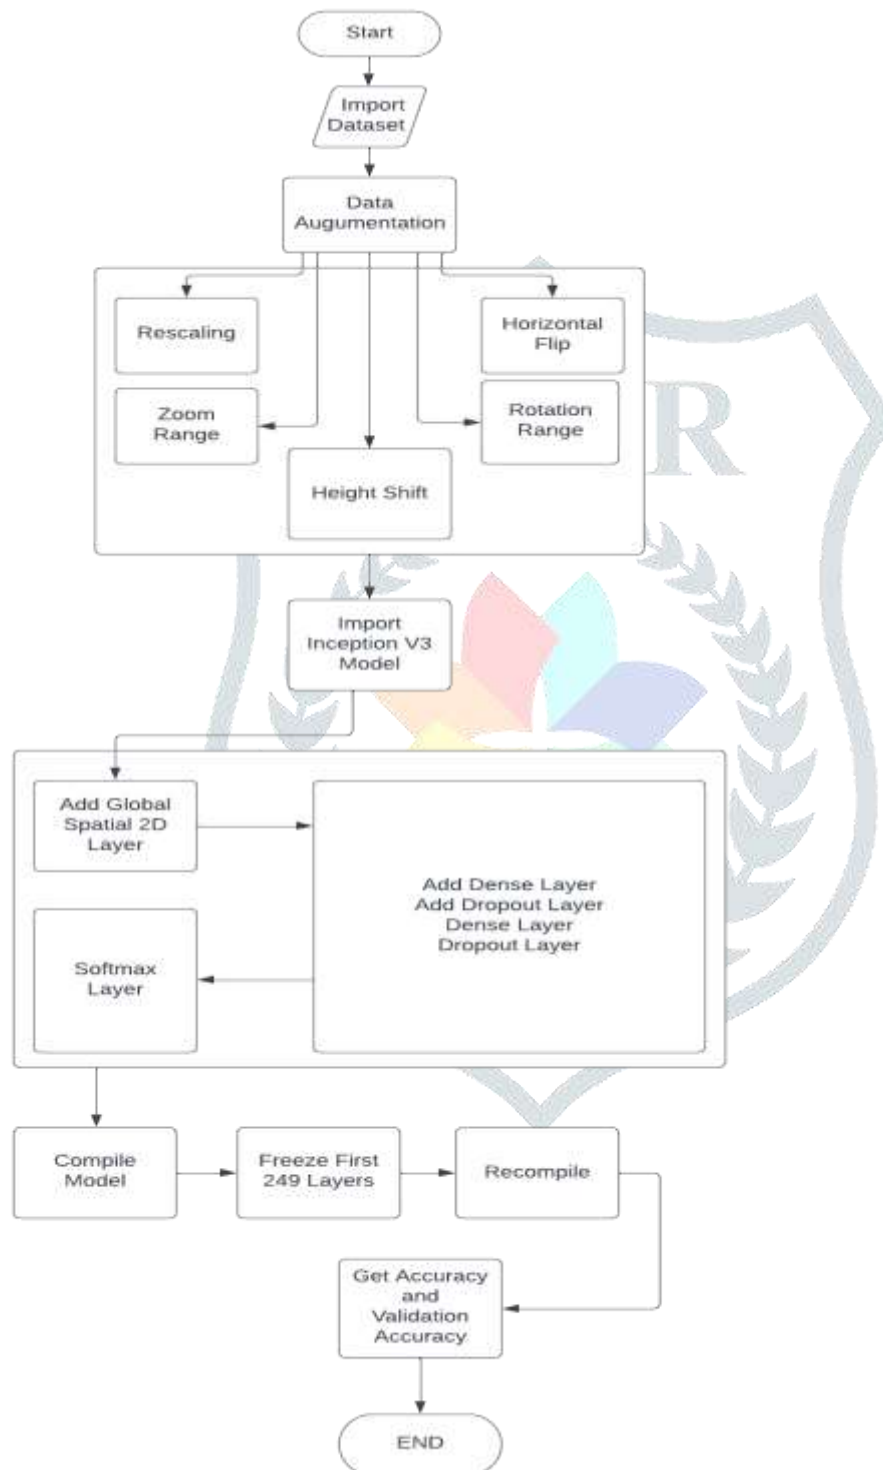 Start
Import
Dataset
Data
Augumentation
Rescaling
Horizontal
Flip
Zoom
Range
Rotation
Range
Height Shift
R
Import
Inception V3
Model
Add Global
Spatial 2D
Layer
Add Dense Layer
Add Dropout Layer
Dense Layer
Dropout Layer
Softmax
Layer
Compile
Model
Freeze First
249 Layers
Recompile
Get Accuracy
and
Validation
Accuracy
END